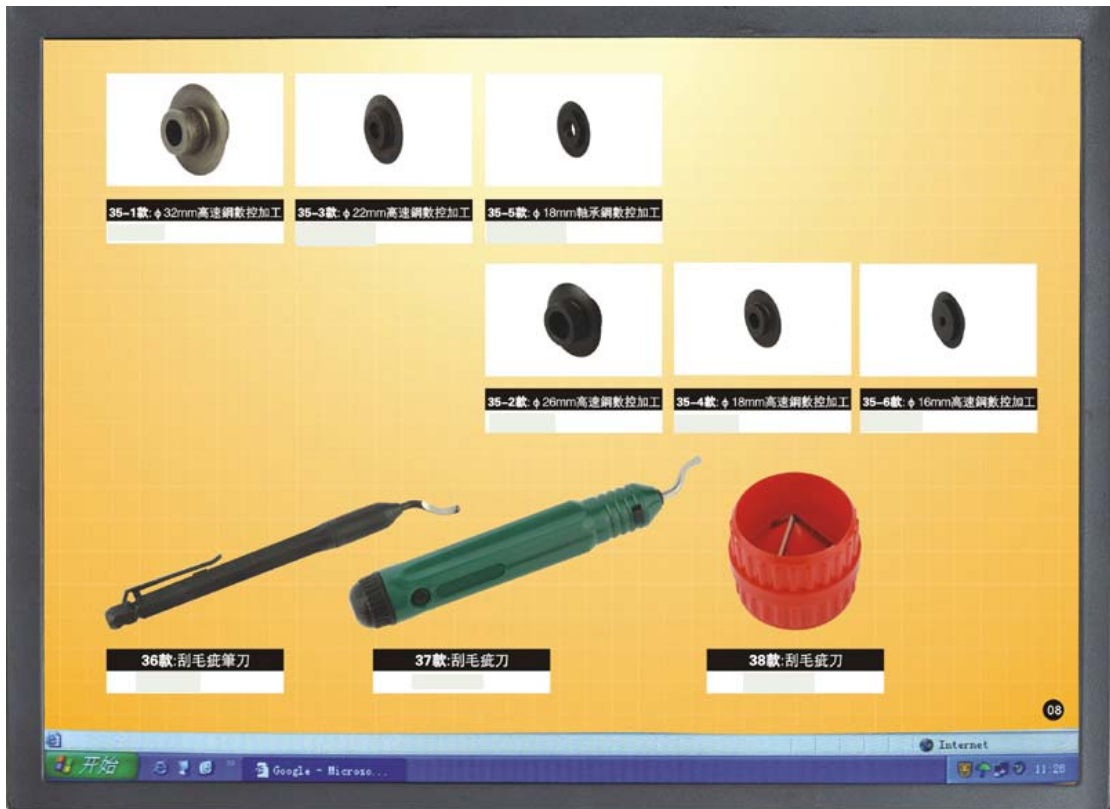 35-1款:φ32mm高速鋼數控加工
35-3款:φ22mm高速鋼數控加工
35-5款:φ18mm軸承鋼數控加工
35-2款:φ26mm高速鋼數控加工
35-4款:φ18mm高速鋼數控加工
35-6款:φ16mm高速鋼數控加工
36款:刮毛疵筆刀
37款:刮毛疵刀
38款:刮毛疵刀
08
Internet
开始
Google - Microso...
11:26